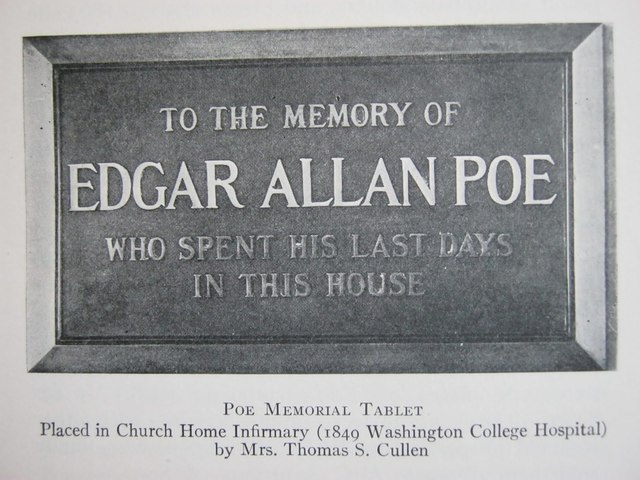 TO THE MEMORY OF
EDGAR ALLAN POE
WHO SPENT HIS LAST DAYS
IN THIS HOUSE
POE MEMORIAL TABLET
Placed in Church Home Infirmary (1849 Washington College Hospital)
by Mrs. Thomas S. Cullen